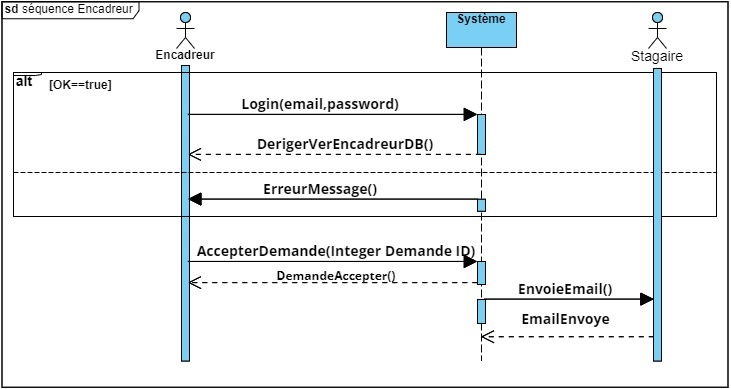 sd séquence Encadreur
Système
Encadreur
Stagaire
alt
[OK==true]
Login(email,password)
DerigerVerEncadreurDB()
ErreurMessage()
AccepterDemande(Integer Demande ID)
DemandeAccepter()
EnvoieEmail()
EmailEnvoye